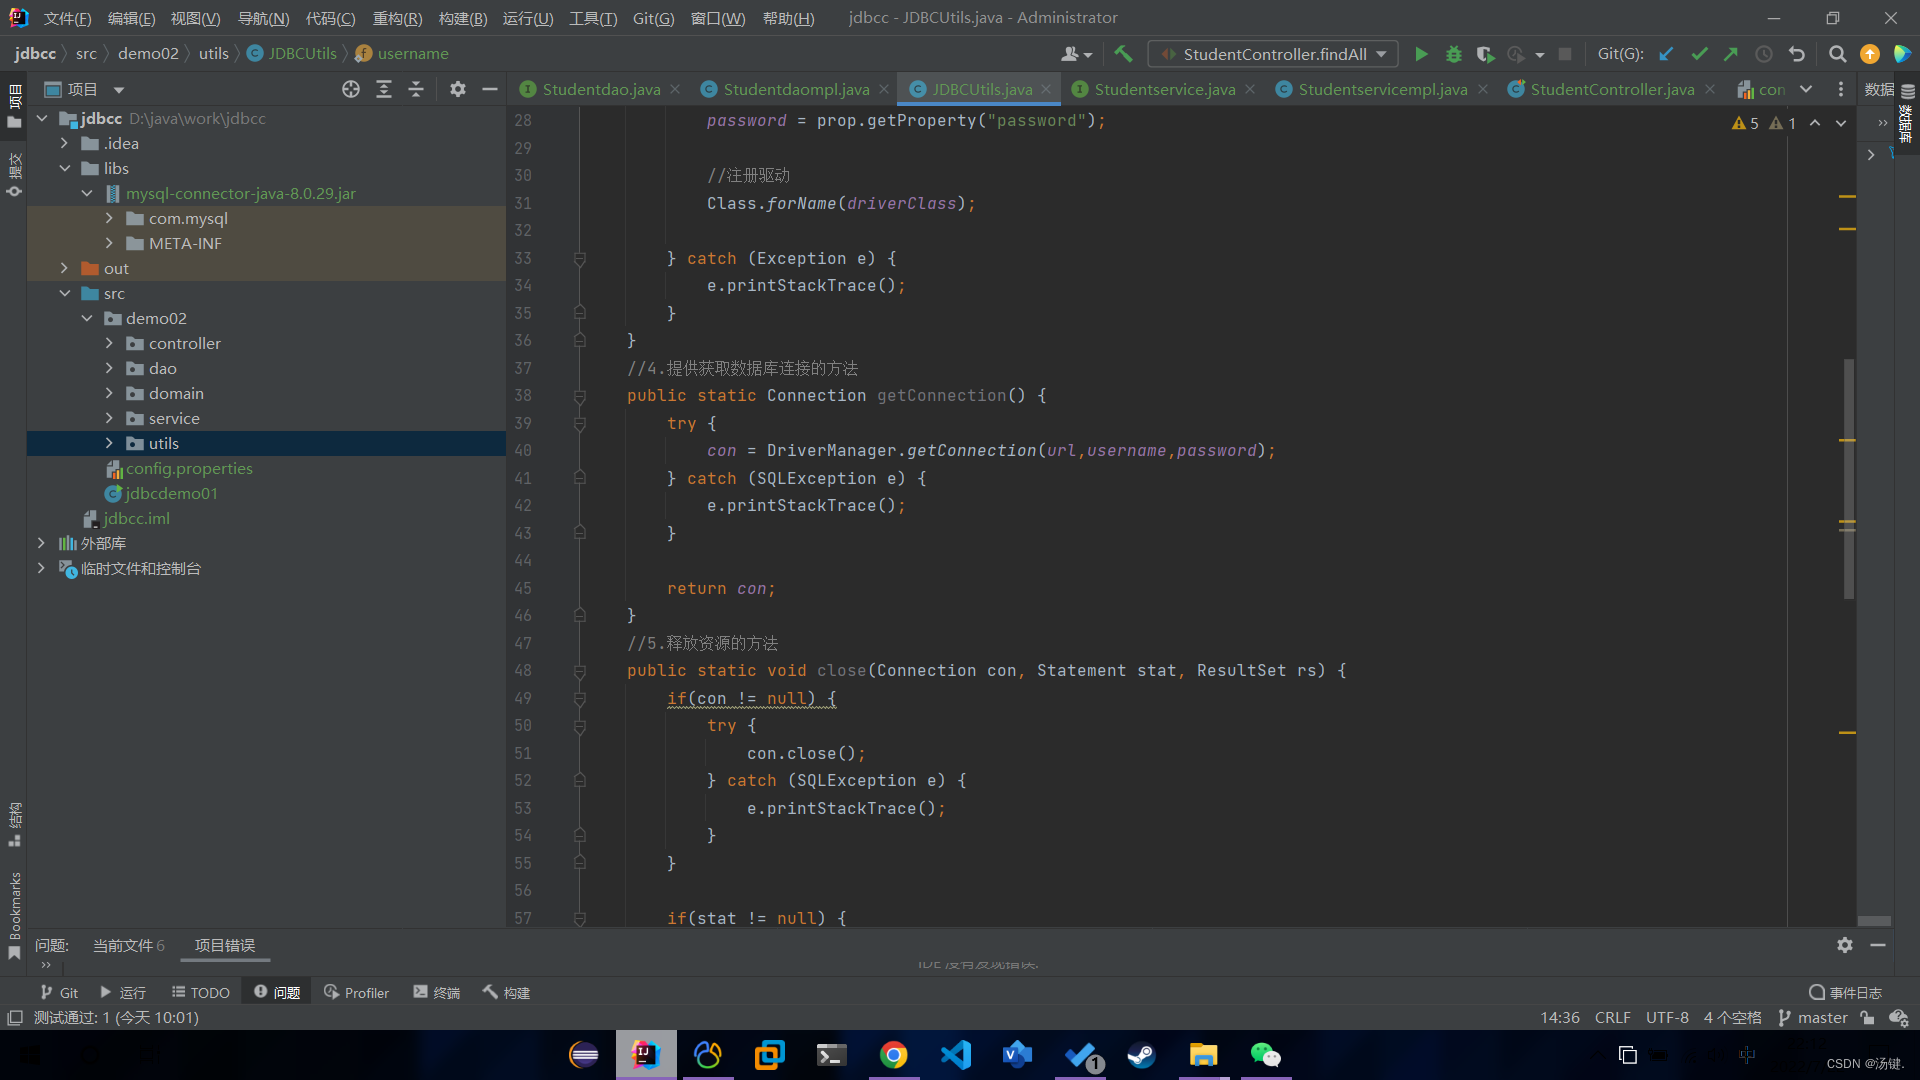 文件(F) 编辑(E) 视图(V) 导航(N) 代码(C) 重构(R) 构建(B) 运行(U) 工具(T) Git(G) 窗口(W) 帮助(H) jdbcc - JDBCUtils.java - Administrator
jdbcc src demo02 utils JDBCUtils username StudentController.findAll Git(G):
项目
Studentdao.java Studentdaompl.java JDBCUtils.java Studentservice.java Studentservicempl.java StudentController.java con 数据
项目
提交
结构
Bookmarks
数据库
jdbcc D:\java\work\jdbcc
.idea
libs
mysql-connector-java-8.0.29.jar
com.mysql
META-INF
out
src
demo02
controller
dao
domain
service
utils
config.properties
jdbcdemo01
jdbcc.iml
外部库
临时文件和控制台
5 1
28 password = prop.getProperty("password");
29
30 //注册驱动
31 Class.forName(driverClass);
32
33 } catch (Exception e) {
34 e.printStackTrace();
35 }
36 }
37 //4.提供获取数据库连接的方法
38 public static Connection getConnection() {
39 try {
40 con = DriverManager.getConnection(url,username,password);
41 } catch (SQLException e) {
42 e.printStackTrace();
43 }
44
45 return con;
46 }
47 //5.释放资源的方法
48 public static void close(Connection con, Statement stat, ResultSet rs) {
49 if(con != null) {
50 try {
51 con.close();
52 } catch (SQLException e) {
53 e.printStackTrace();
54 }
55 }
56
57 if(stat != null) {
问题: 当前文件 6 项目错误
IDE 没有发现错误.
Git 运行 TODO 问题 Profiler 终端 构建 事件日志
测试通过: 1 (今天 10:01) 14:36 CRLF UTF-8 4 个空格 master
1
中
CSDN @汤键.